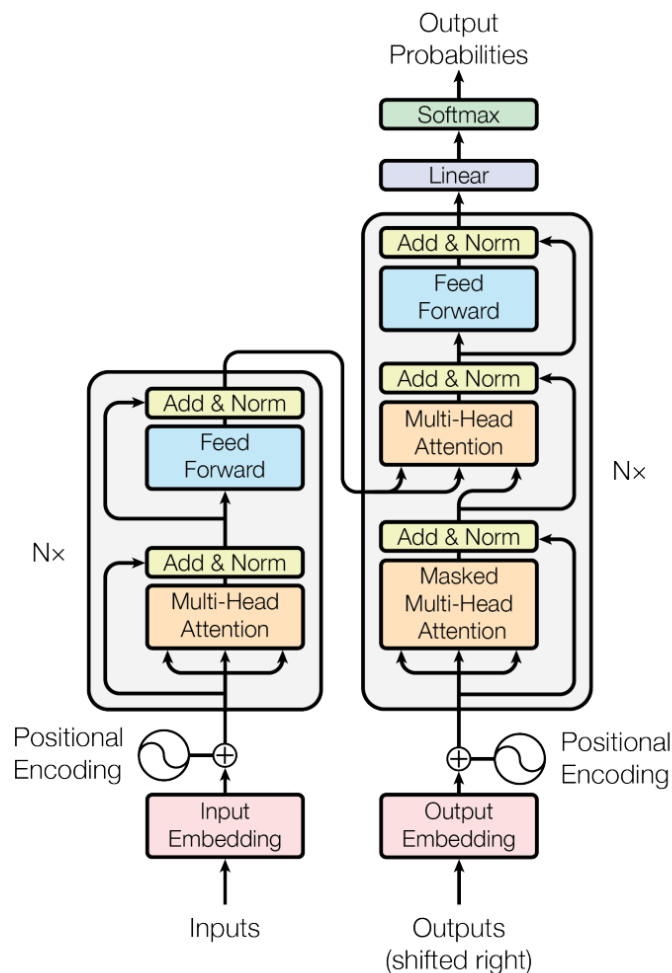 Output
Probabilities
Softmax
Linear
Add & Norm
Feed
Forward
Add & Norm
Multi-Head
Attention
Nx
Add & Norm
Masked
Multi-Head
Attention
Add & Norm
Feed
Forward
N×
Add & Norm
Multi-Head
Attention
Positional
Encoding
Positional
Encoding
Input
Embedding
Output
Embedding
Inputs
Outputs
(shifted right)